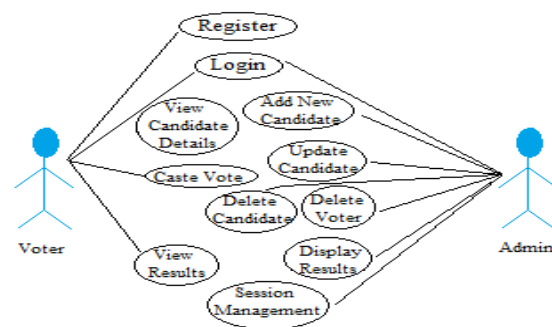 Register
Login
View
Candidate
Details
Add New
Candidate
Update
Candidate
Caste Vote
Delete
Candidate
Delete
Voter
Voter
Admin
View
Results
Display
Results
Session
Management